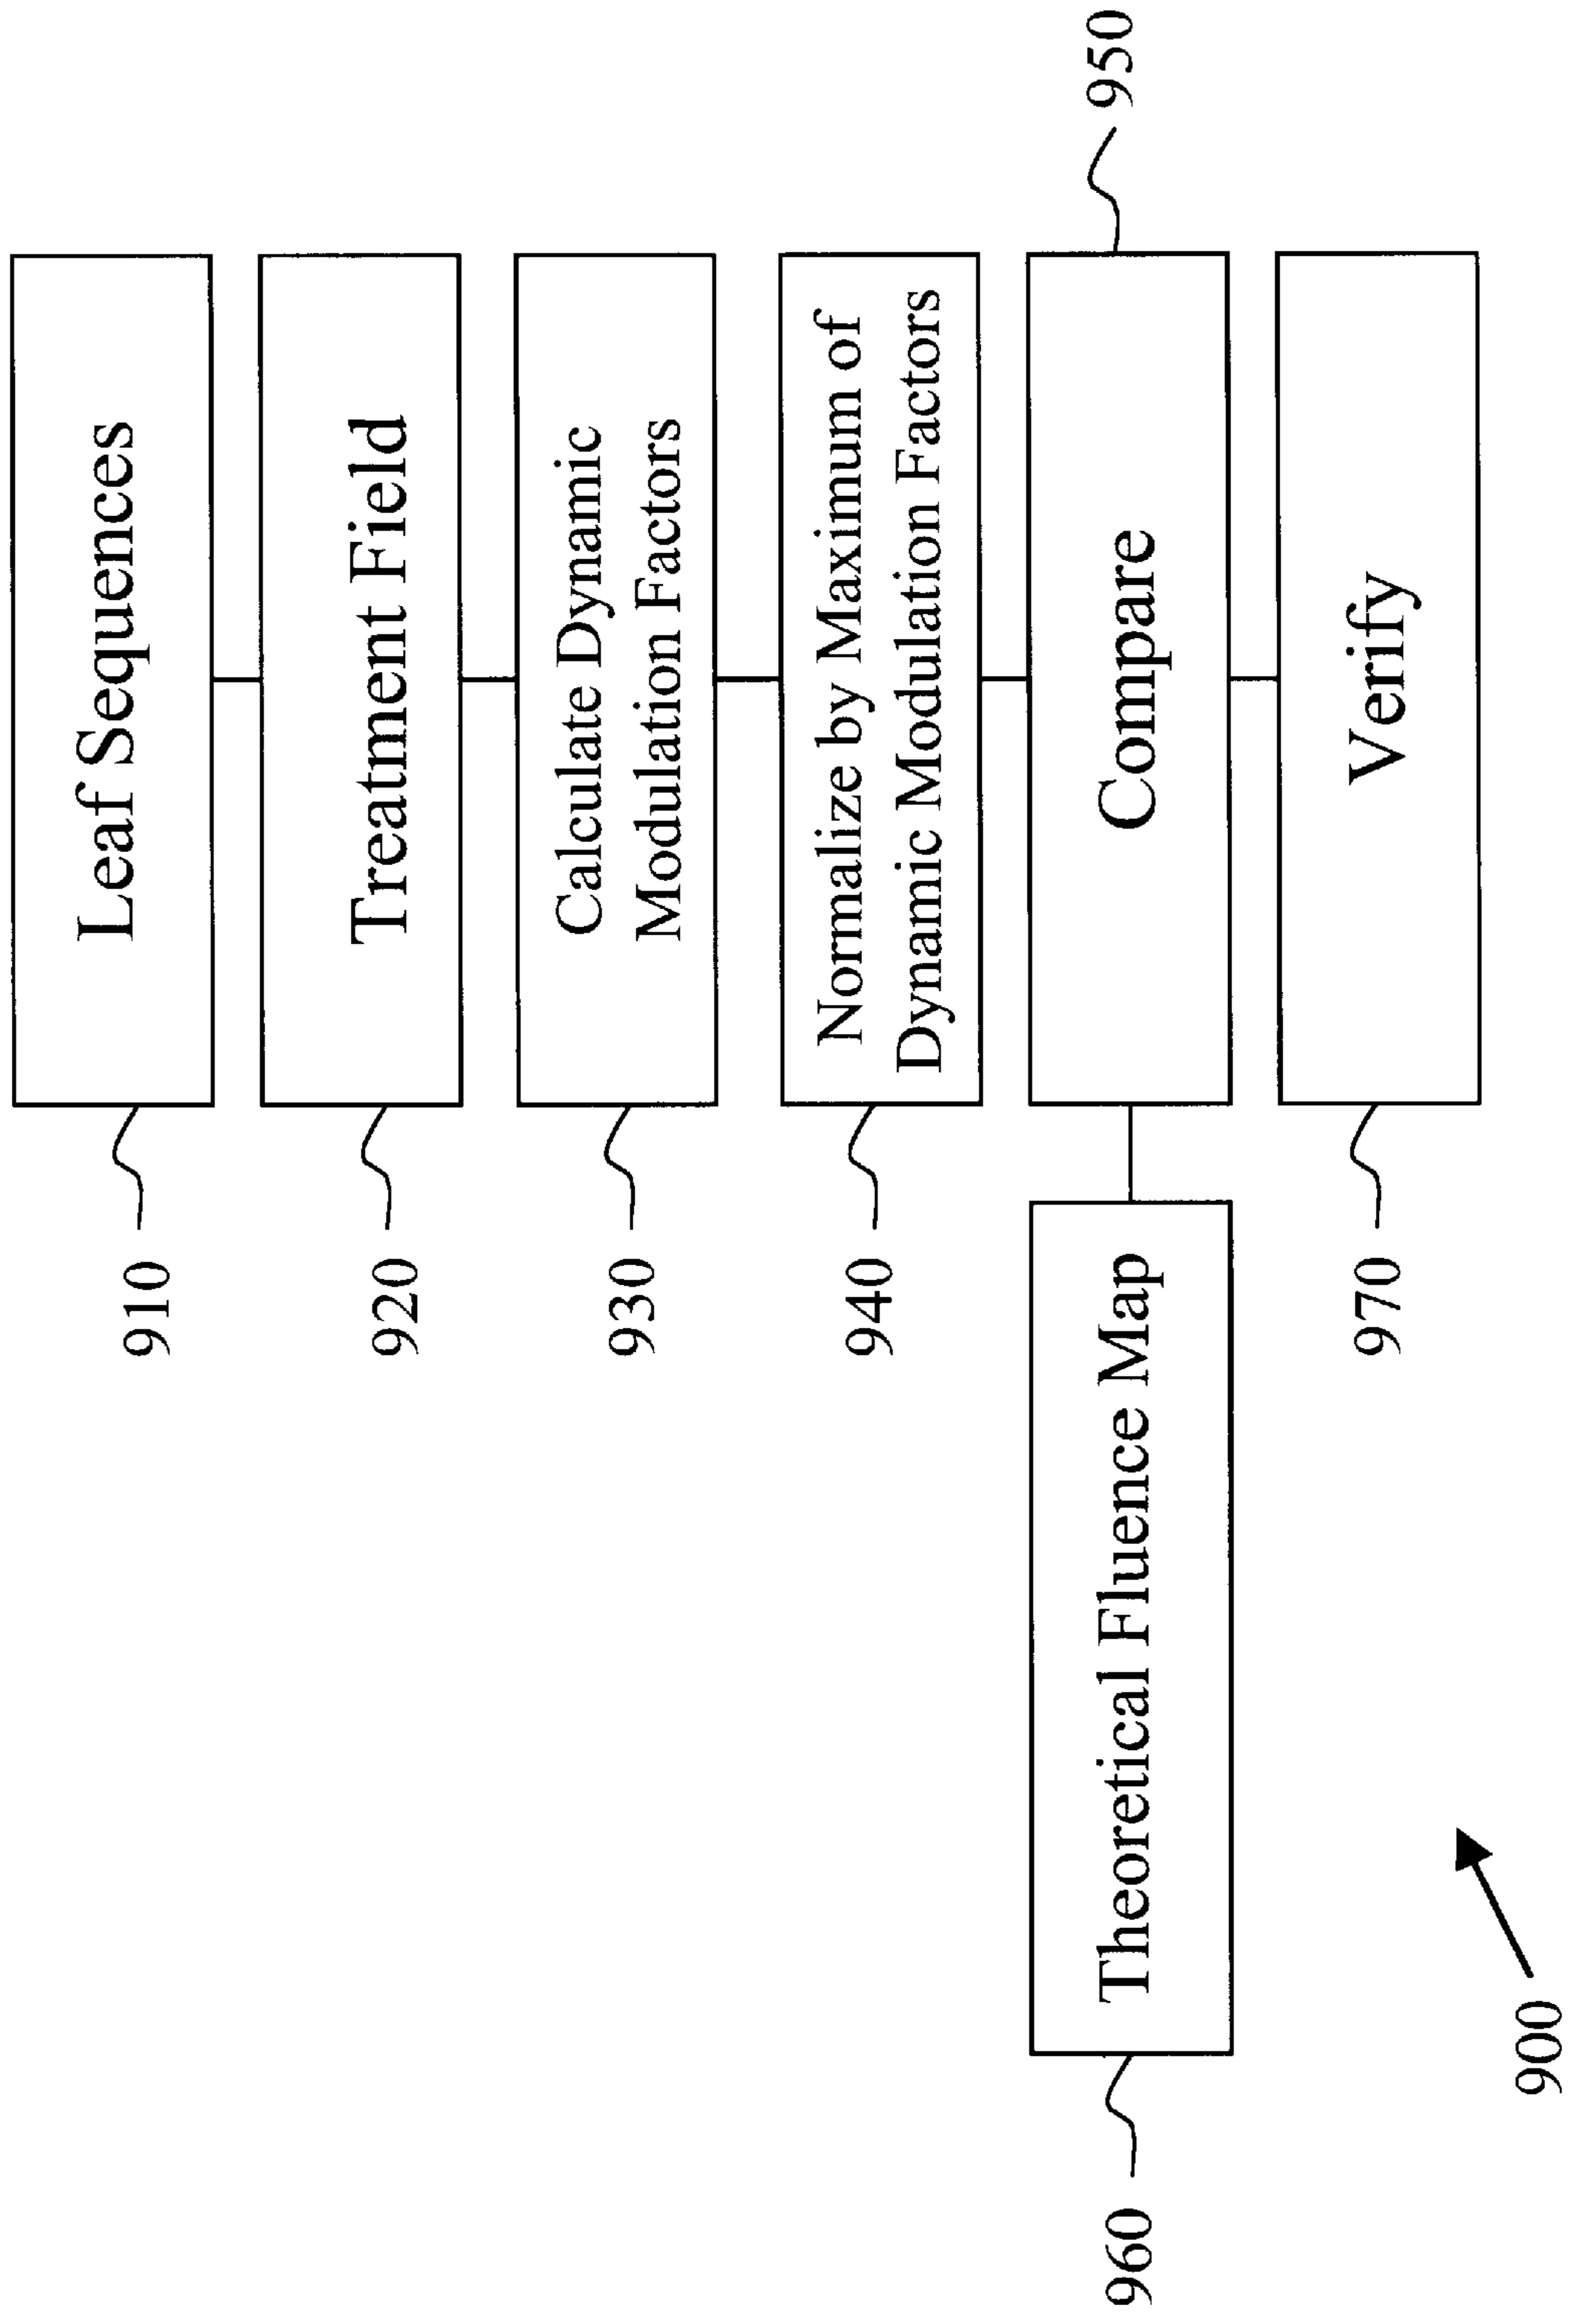 910
Leaf Sequences
920
Treatment Field
930
Calculate Dynamic
Modulation Factors
940
Normalize by Maximum of
Dynamic Modulation Factors
960
Theoretical Fluence Map
Compare
950
970
Verify
900